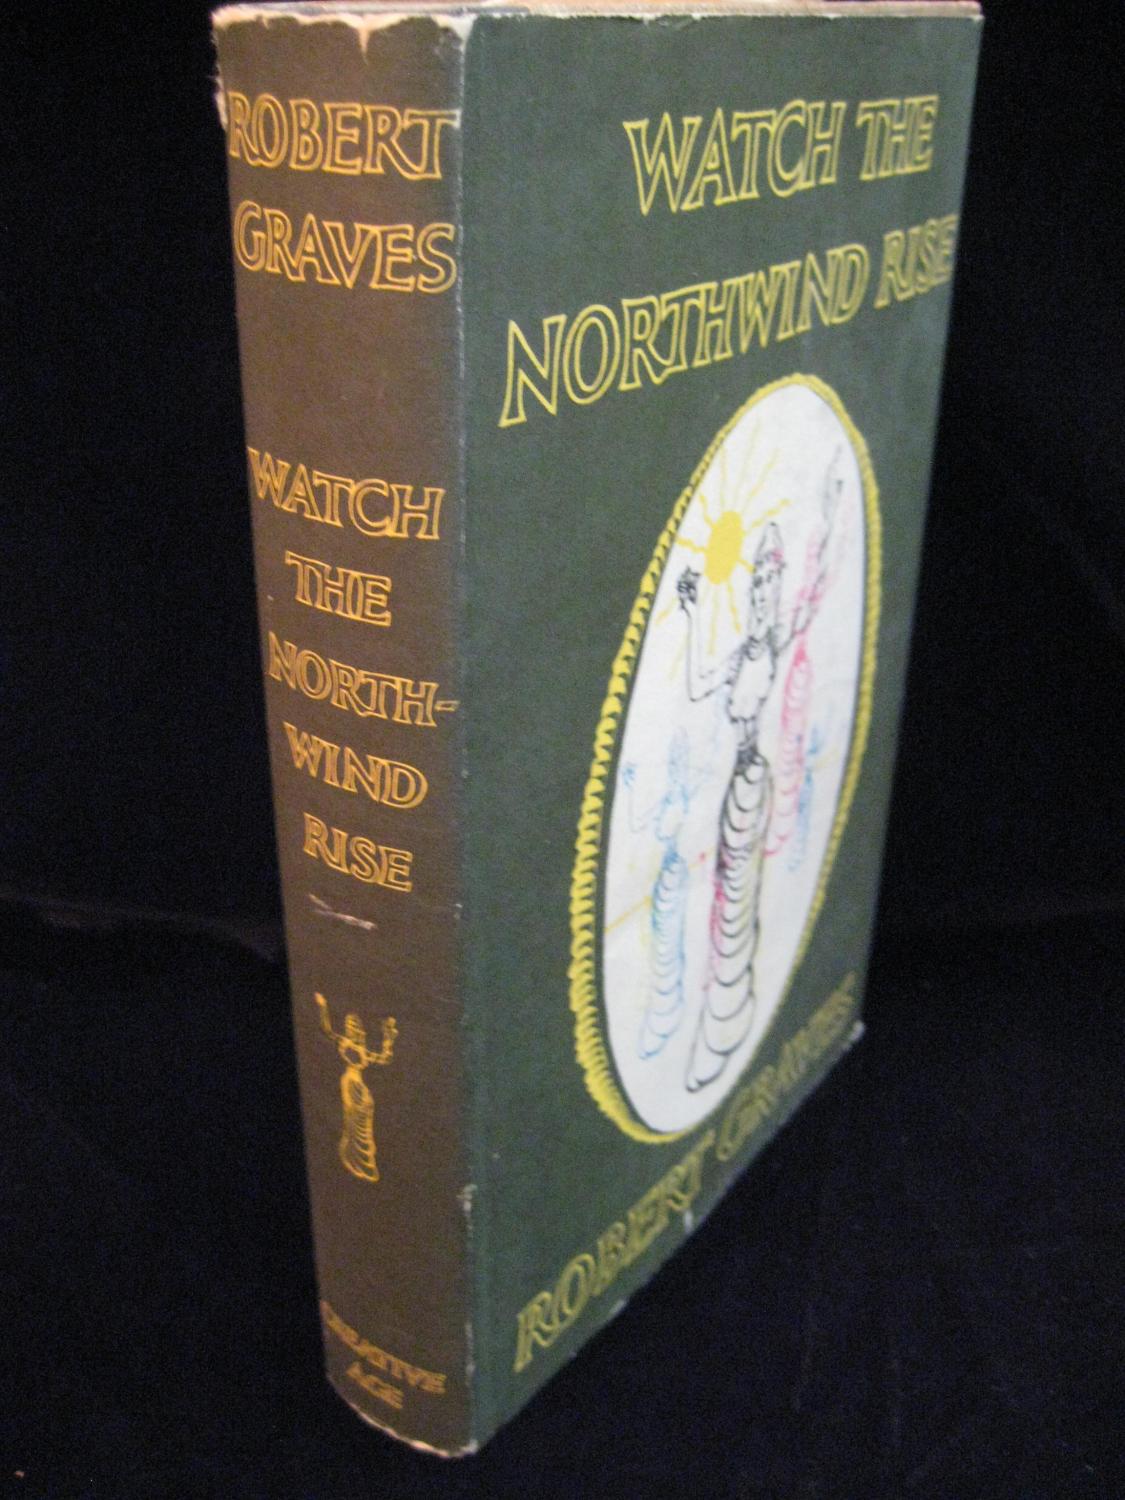 ROBERT
GRAVES
WATCH
THE
NORTH-
WIND
RISE
CREATIVE
AGE
WATCH THE
NORTHWIND RISE
ROBERT GRAVES